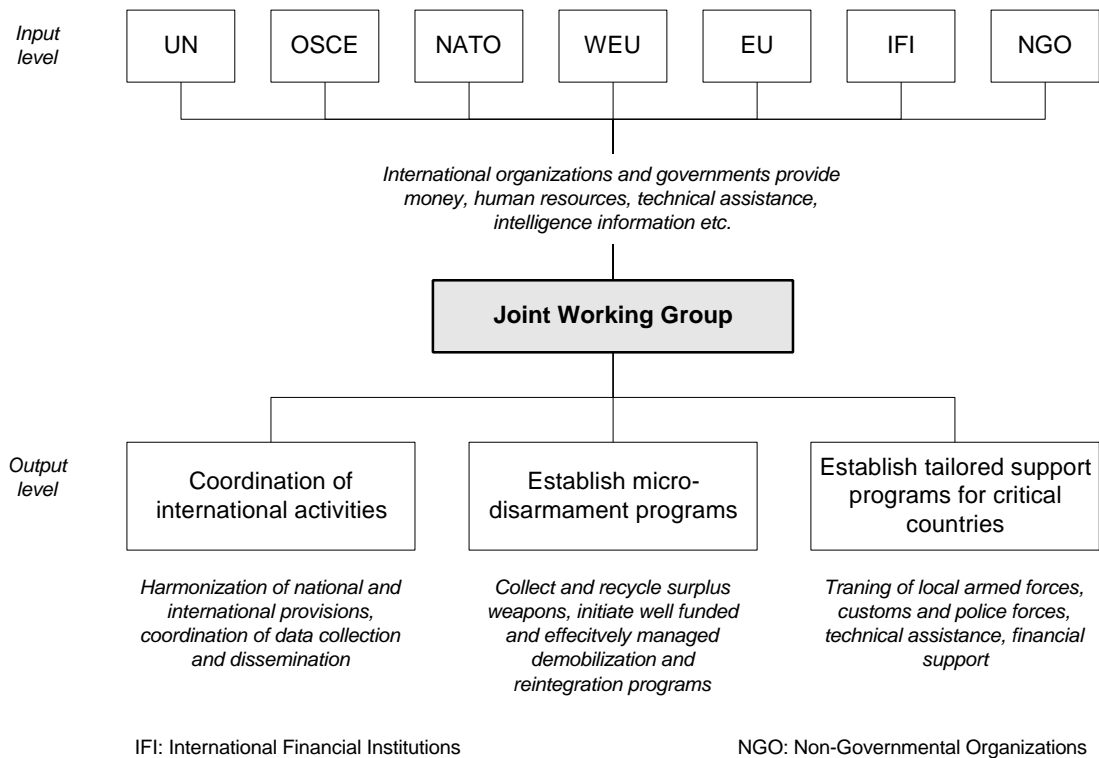 Input
level
UN
OSCE
NATO
WEU
EU
IFI
NGO
International organizations and governments provide
money, human resources, technical assistance,
intelligence information etc.
Joint Working Group
Output
level
Coordination of
international activities
Establish micro-
disarmament programs
Establish tailored support
programs for critical
countries
Harmonization of national and
international provisions,
coordination of data collection
and dissemination
Collect and recycle surplus
weapons, initiate well funded
and effecitvely managed
demobilization and
reintegration programs
Traning of local armed forces,
customs and police forces,
technical assistance, financial
support
IFI: International Financial Institutions
NGO: Non-Governmental Organizations